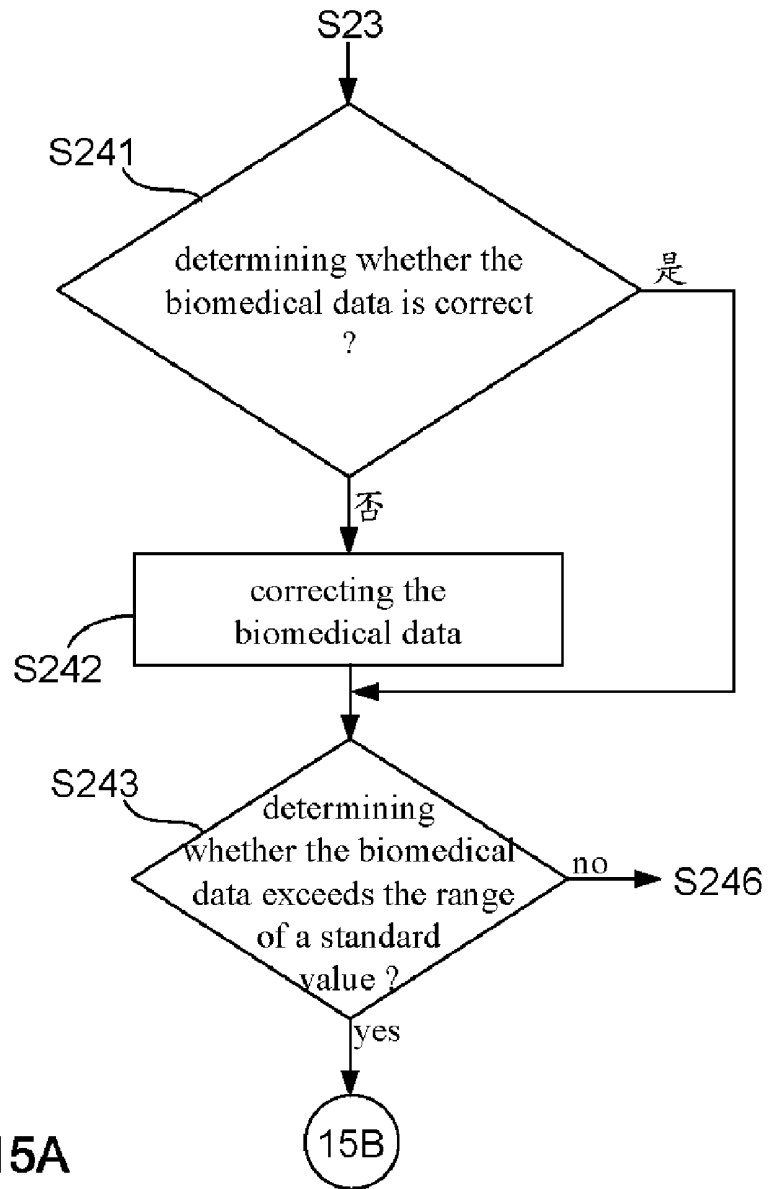 S23
S241
determining whether the
biomedical data is correct
?
是
否
correcting the
biomedical data
S242
S243
determining
whether the biomedical
data exceeds the range
of a standard
value ?
no
S246
yes
15B
15A